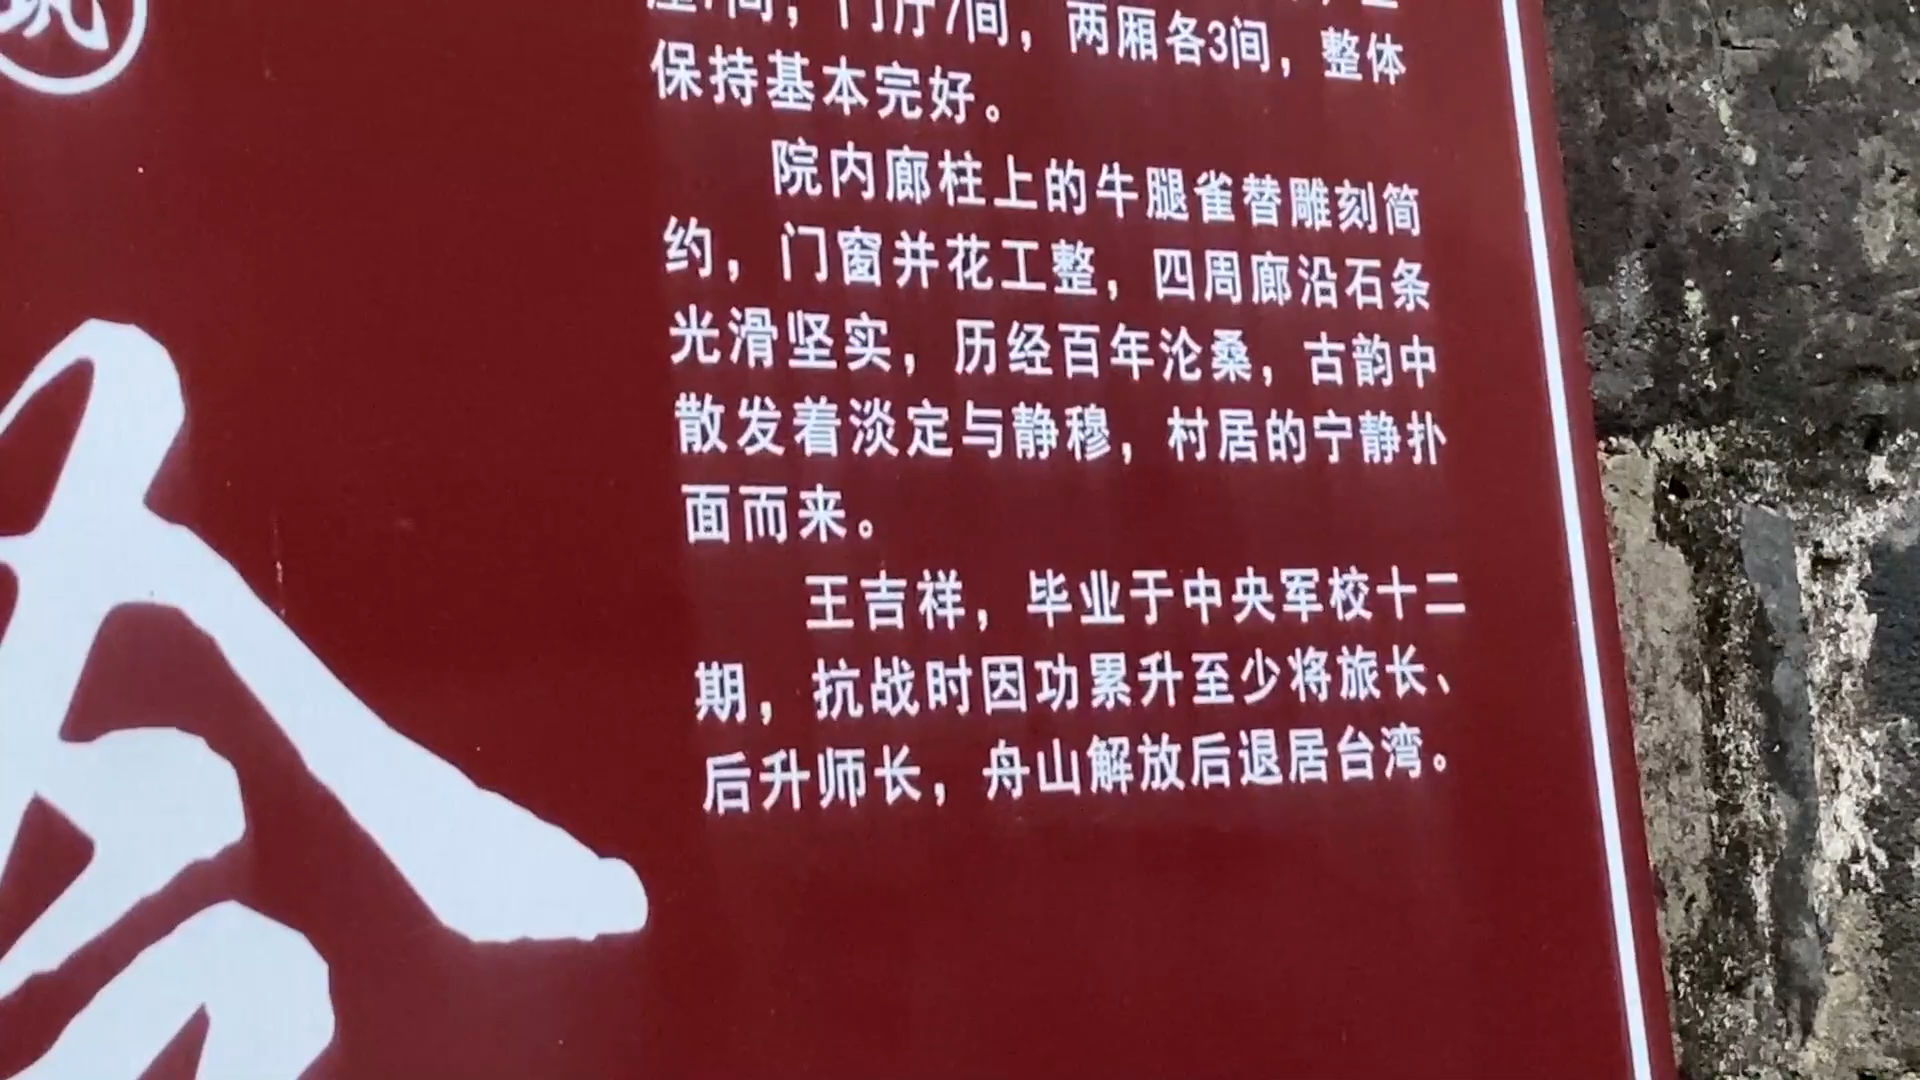 筑
7间，门厅7间，两厢各3间，整体
保持基本完好。
院内廊柱上的牛腿雀替雕刻简
约，门窗并花工整，四周廊沿石条
光滑坚实，历经百年沧桑，古韵中
散发着淡定与静穆，村居的宁静扑
面而来。
王吉祥，毕业于中央军校十二
期，抗战时因功累升至少将旅长、
后升师长，舟山解放后退居台湾。